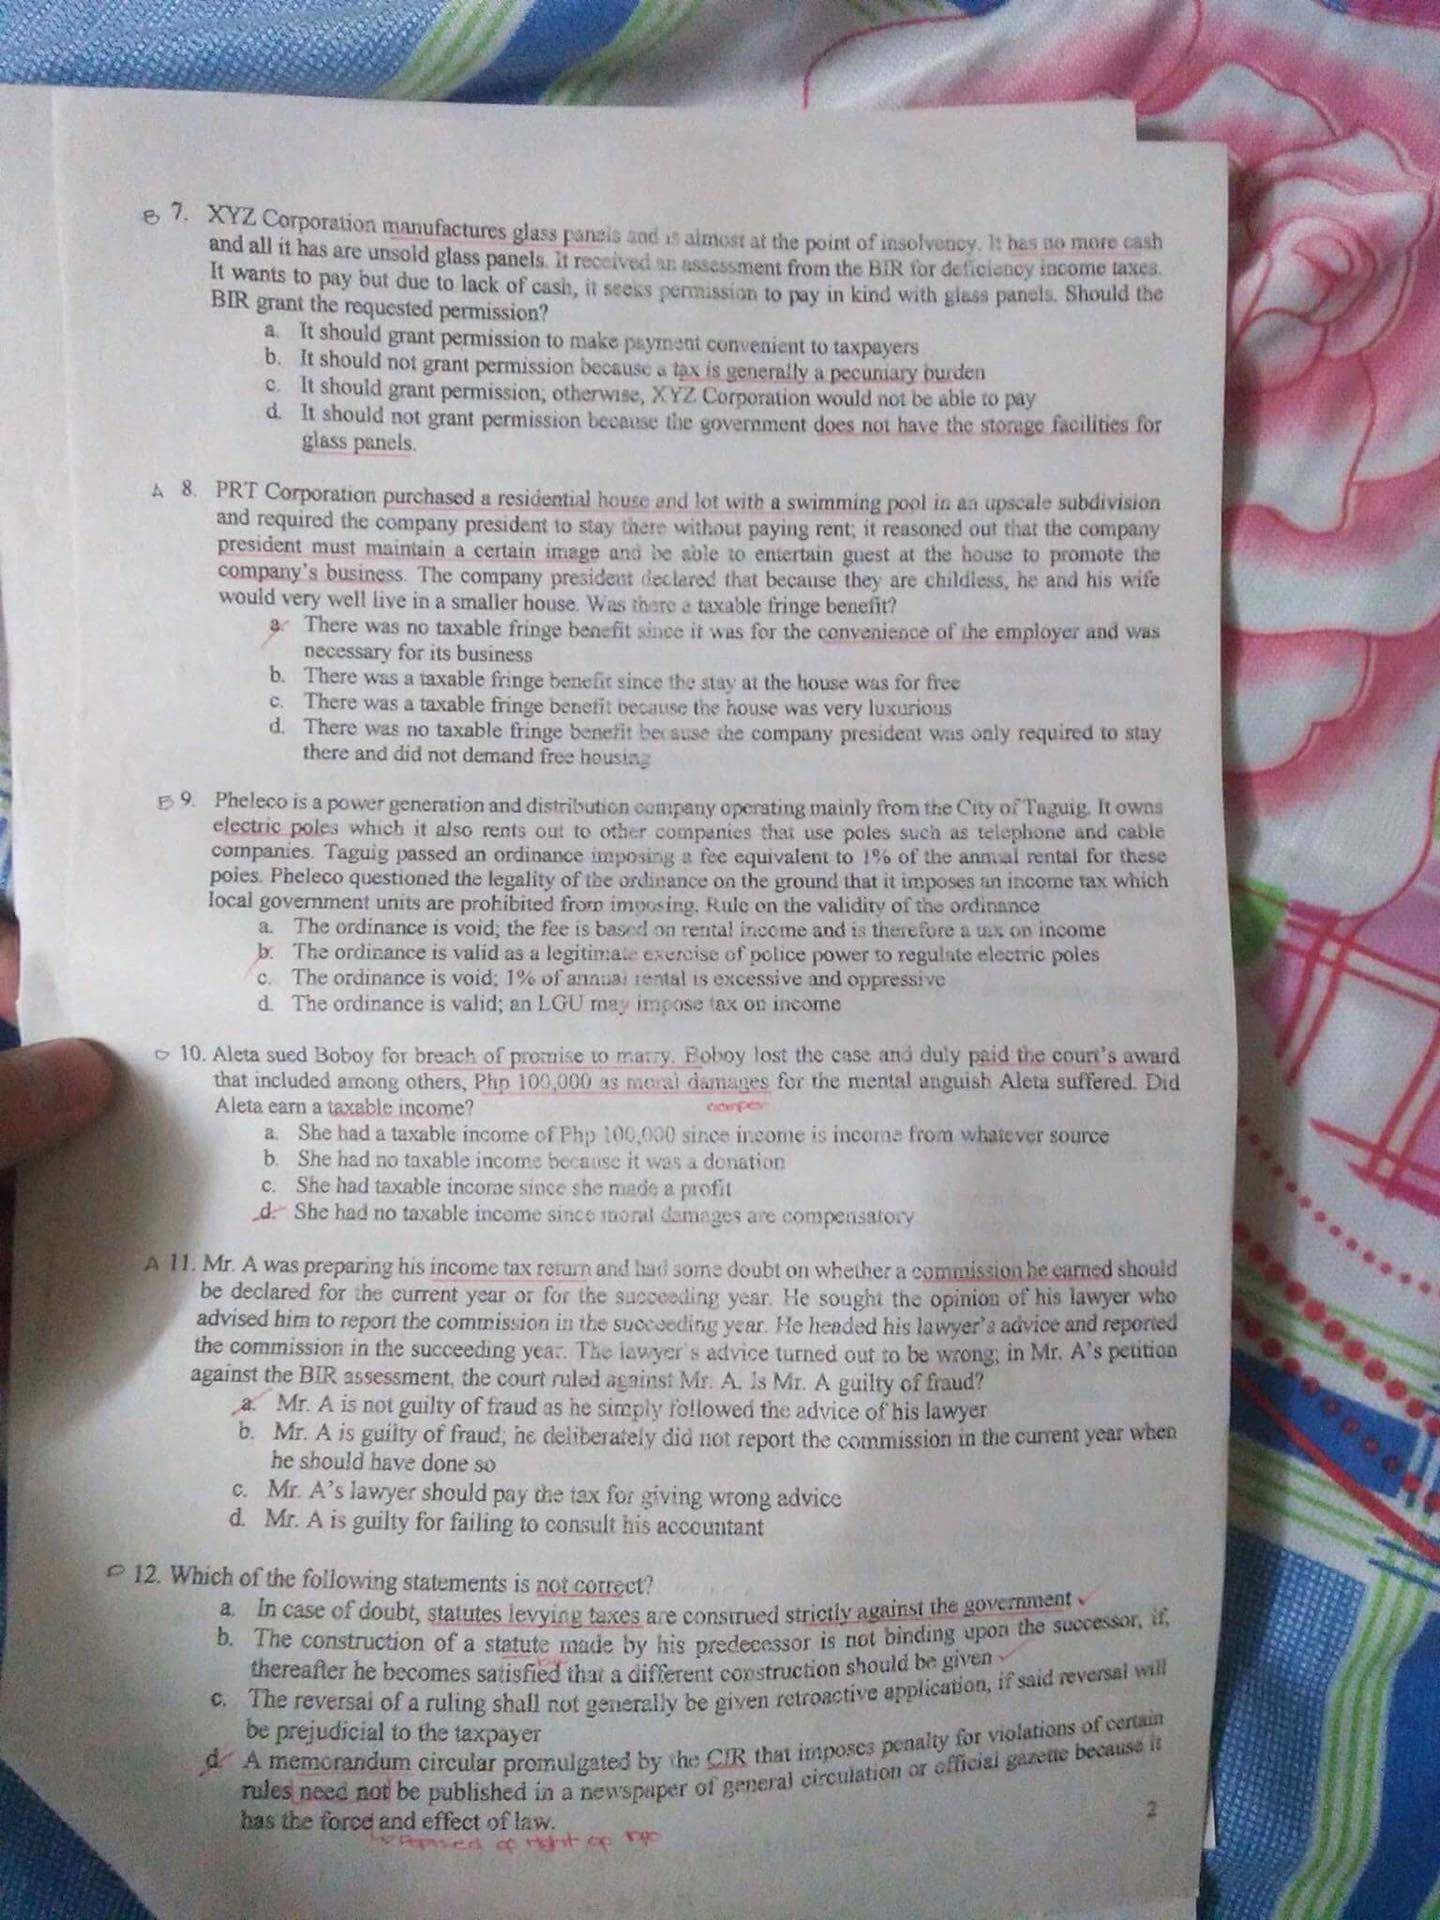 B 7. XYZ Corporation manufactures glass panels and is almost at the point of insolvency. It has no more cash
and all it has are unsold glass panels. It received an assessment from the BIR for deficiency income taxes.
It wants to pay but due to lack of cash, it seeks permission to pay in kind with glass panels. Should the
BIR grant the requested permission?
a. It should grant permission to make payment convenient to taxpayers
b. It should not grant permission because a tax is generally a pecuniary burden
c. It should grant permission; otherwise, XYZ Corporation would not be able to pay
d. It should not grant permission because the government does not have the storage facilities for
glass panels.
A 8. PRT Corporation purchased a residential house and lot with a swimming pool in an upscale subdivision
and required the company president to stay there without paying rent; it reasoned out that the company
president must maintain a certain image and be able to entertain guest at the house to promote the
company's business. The company president declared that because they are childless, he and his wife
would very well live in a smaller house. Was there a taxable fringe benefit?
a. There was no taxable fringe benefit since it was for the convenience of the employer and was
necessary for its business
b. There was a taxable fringe benefit since the stay at the house was for free
c. There was a taxable fringe benefit because the house was very luxurious
d. There was no taxable fringe benefit because the company president was only required to stay
there and did not demand free housing
B 9. Pheleco is a power generation and distribution company operating mainly from the City of Taguig. It owns
electric poles which it also rents out to other companies that use poles such as telephone and cable
companies. Taguig passed an ordinance imposing a fee equivalent to 1% of the annual rental for these
poles. Pheleco questioned the legality of the ordinance on the ground that it imposes an income tax which
local government units are prohibited from imposing. Rule on the validity of the ordinance
a. The ordinance is void; the fee is based on rental income and is therefore a tax on income
b. The ordinance is valid as a legitimate exercise of police power to regulate electric poles
c. The ordinance is void; 1% of annual rental is excessive and oppressive
d. The ordinance is valid; an LGU may impose tax on income
D 10. Aleta sued Boboy for breach of promise to marry. Boboy lost the case and duly paid the court's award
that included among others, Php 100,000 as moral damages for the mental anguish Aleta suffered. Did
Aleta earn a taxable income?
a. She had a taxable income of Php 100,000 since income is income from whatever source
b. She had no taxable income because it was a donation
c. She had taxable income since she made a profit
d. She had no taxable income since moral damages are compensatory
A 11. Mr. A was preparing his income tax return and had some doubt on whether a commission he earned should
be declared for the current year or for the succeeding year. He sought the opinion of his lawyer who
advised him to report the commission in the succeeding year. He headed his lawyer's advice and reported
the commission in the succeeding year. The lawyer's advice turned out to be wrong; in Mr. A's petition
against the BIR assessment, the court ruled against Mr. A. Is Mr. A guilty of fraud?
a. Mr. A is not guilty of fraud as he simply followed the advice of his lawyer
b. Mr. A is guilty of fraud; he deliberately did not report the commission in the current year when
he should have done so
c. Mr. A's lawyer should pay the tax for giving wrong advice
d. Mr. A is guilty for failing to consult his accountant
D 12. Which of the following statements is not correct?
a. In case of doubt, statutes levying taxes are construed strictly against the government
b. The construction of a statute made by his predecessor is not binding upon the successor, if,
thereafter he becomes satisfied that a different construction should be given
c. The reversal of a ruling shall not generally be given retroactive application, if said reversal will
be prejudicial to the taxpayer
d. A memorandum circular promulgated by the CIR that imposes penalty for violations of certain
rules need not be published in a newspaper of general circulation or official gazette because it
has the force and effect of law.
of right of
2